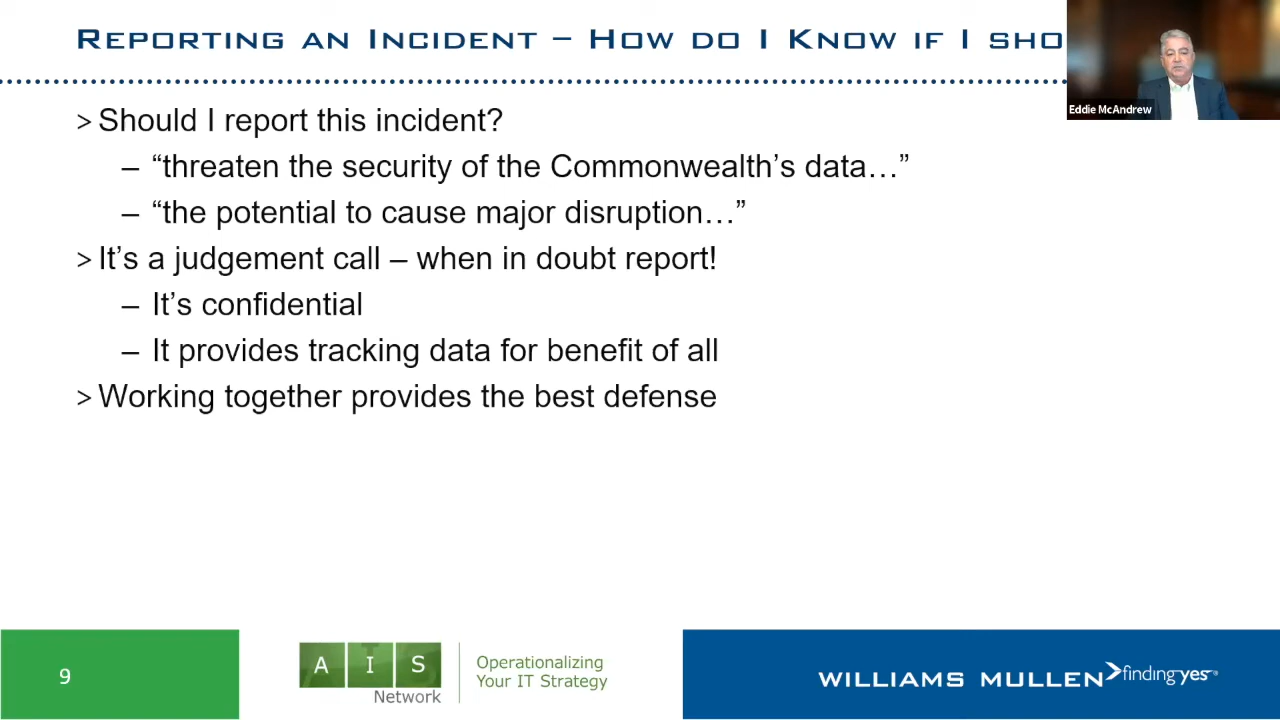 Reporting an Incident – How do I Know if I sho
Eddie McAndrew
> Should I report this incident?
– “threaten the security of the Commonwealth’s data…”
– “the potential to cause major disruption…”
> It’s a judgement call – when in doubt report!
– It’s confidential
– It provides tracking data for benefit of all
> Working together provides the best defense
9
A I S
Network
Operationalizing
Your IT Strategy
WILLIAMS MULLEN finding yes®